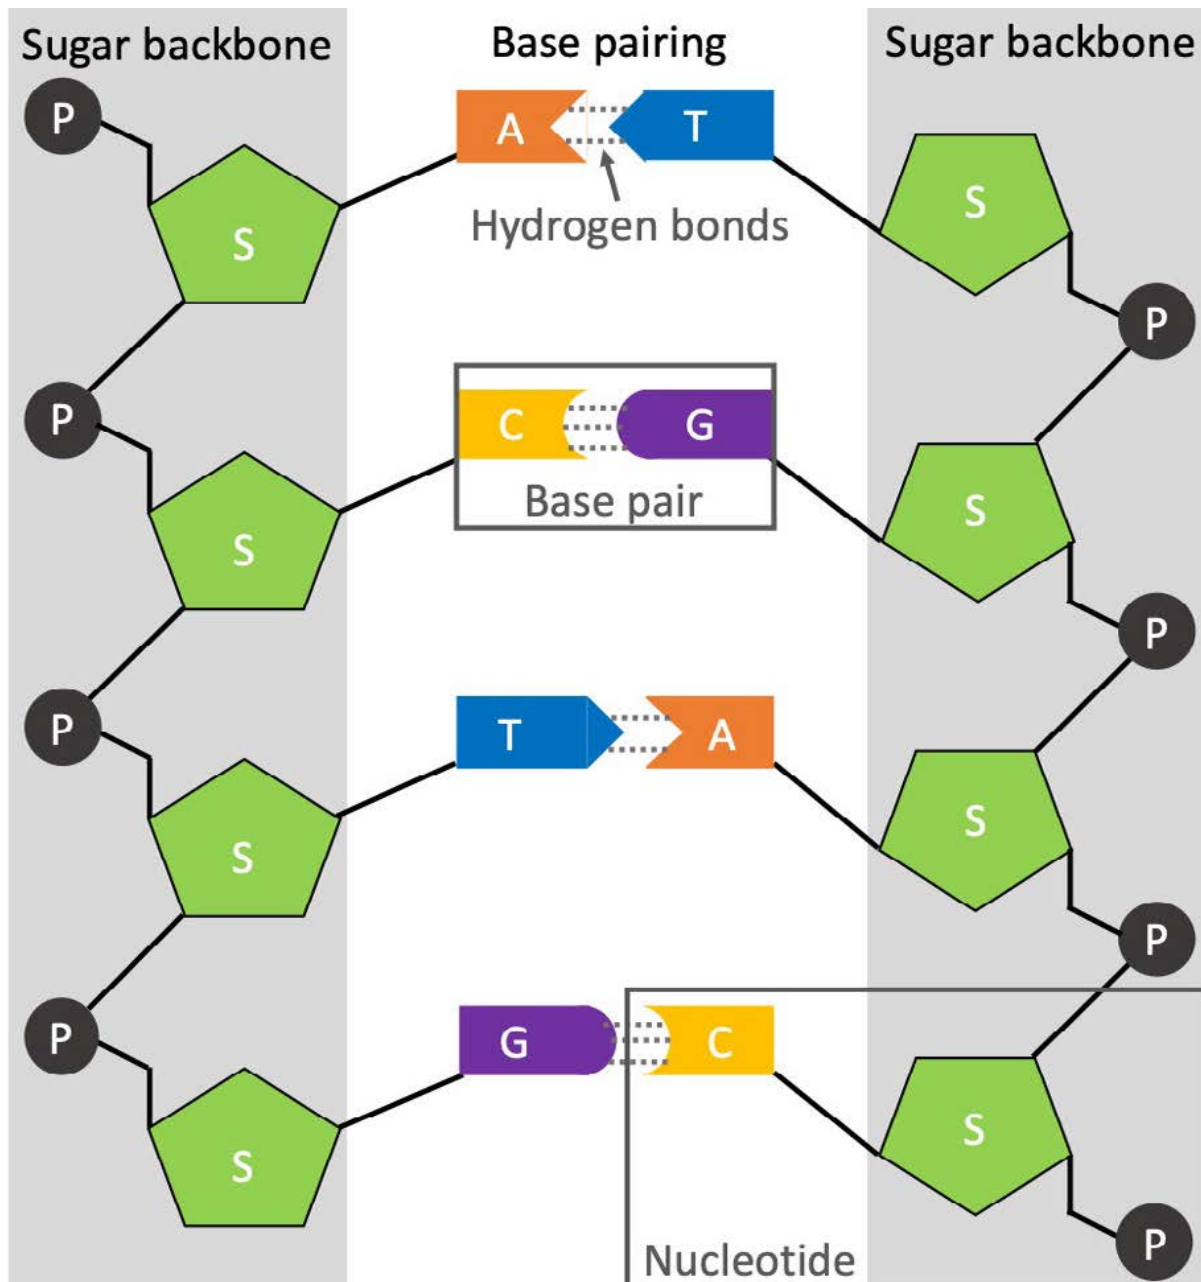 Sugar backbone Base pairing Sugar backbone
P
A T
S S
Hydrogen bonds
P
P
C G
Base pair
S S
P
P
T A
S S
P
P
G C
S S
P
Nucleotide